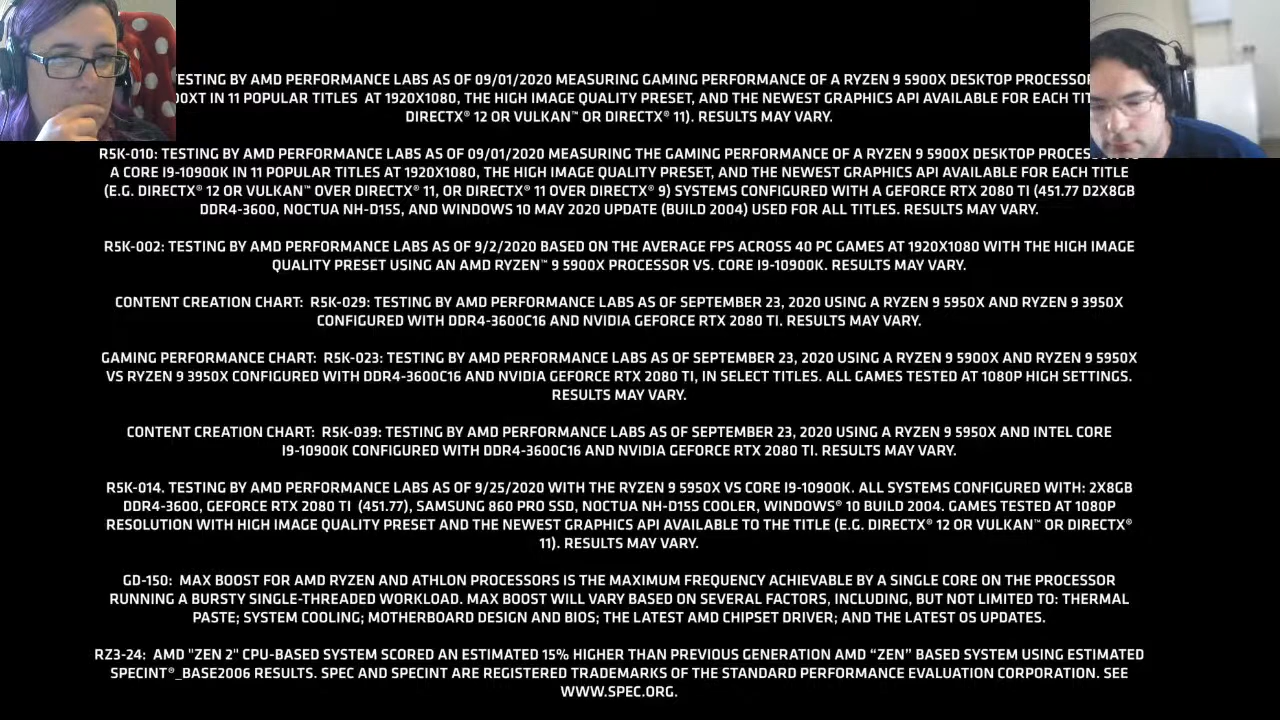 ESTING BY AMD PERFORMANCE LABS AS OF 09/01/2020 MEASURING GAMING PERFORMANCE OF A RYZEN 9 5900X DESKTOP PROCESSOR
00XT IN 11 POPULAR TITLES AT 1920X1080, THE HIGH IMAGE QUALITY PRESET, AND THE NEWEST GRAPHICS API AVAILABLE FOR EACH TIT
DIRECTX® 12 OR VULKAN™ OR DIRECTX® 11). RESULTS MAY VARY.
R5K-010: TESTING BY AMD PERFORMANCE LABS AS OF 09/01/2020 MEASURING THE GAMING PERFORMANCE OF A RYZEN 9 5900X DESKTOP PROCES
A CORE I9-10900K IN 11 POPULAR TITLES AT 1920X1080, THE HIGH IMAGE QUALITY PRESET, AND THE NEWEST GRAPHICS API AVAILABLE FOR EACH TITLE
(E.G. DIRECTX® 12 OR VULKAN™ OVER DIRECTX® 11, OR DIRECTX® 11 OVER DIRECTX® 9) SYSTEMS CONFIGURED WITH A GEFORCE RTX 2080 TI (451.77 D2X8GB
DDR4-3600, NOCTUA NH-D15S, AND WINDOWS 10 MAY 2020 UPDATE (BUILD 2004) USED FOR ALL TITLES. RESULTS MAY VARY.
R5K-002: TESTING BY AMD PERFORMANCE LABS AS OF 9/2/2020 BASED ON THE AVERAGE FPS ACROSS 40 PC GAMES AT 1920X1080 WITH THE HIGH IMAGE
QUALITY PRESET USING AN AMD RYZEN™ 9 5900X PROCESSOR VS. CORE I9-10900K. RESULTS MAY VARY.
CONTENT CREATION CHART: R5K-029: TESTING BY AMD PERFORMANCE LABS AS OF SEPTEMBER 23, 2020 USING A RYZEN 9 5950X AND RYZEN 9 3950X
CONFIGURED WITH DDR4-3600C16 AND NVIDIA GEFORCE RTX 2080 TI. RESULTS MAY VARY.
GAMING PERFORMANCE CHART: R5K-023: TESTING BY AMD PERFORMANCE LABS AS OF SEPTEMBER 23, 2020 USING A RYZEN 9 5900X AND RYZEN 9 5950X
VS RYZEN 9 3950X CONFIGURED WITH DDR4-3600C16 AND NVIDIA GEFORCE RTX 2080 TI, IN SELECT TITLES. ALL GAMES TESTED AT 1080P HIGH SETTINGS.
RESULTS MAY VARY.
CONTENT CREATION CHART: R5K-039: TESTING BY AMD PERFORMANCE LABS AS OF SEPTEMBER 23, 2020 USING A RYZEN 9 5950X AND INTEL CORE
I9-10900K CONFIGURED WITH DDR4-3600C16 AND NVIDIA GEFORCE RTX 2080 TI. RESULTS MAY VARY.
R5K-014. TESTING BY AMD PERFORMANCE LABS AS OF 9/25/2020 WITH THE RYZEN 9 5950X VS CORE I9-10900K. ALL SYSTEMS CONFIGURED WITH: 2X8GB
DDR4-3600, GEFORCE RTX 2080 TI (451.77), SAMSUNG 860 PRO SSD, NOCTUA NH-D15S COOLER, WINDOWS® 10 BUILD 2004. GAMES TESTED AT 1080P
RESOLUTION WITH HIGH IMAGE QUALITY PRESET AND THE NEWEST GRAPHICS API AVAILABLE TO THE TITLE (E.G. DIRECTX® 12 OR VULKAN™ OR DIRECTX®
11). RESULTS MAY VARY.
GD-150: MAX BOOST FOR AMD RYZEN AND ATHLON PROCESSORS IS THE MAXIMUM FREQUENCY ACHIEVABLE BY A SINGLE CORE ON THE PROCESSOR
RUNNING A BURSTY SINGLE-THREADED WORKLOAD. MAX BOOST WILL VARY BASED ON SEVERAL FACTORS, INCLUDING, BUT NOT LIMITED TO: THERMAL
PASTE; SYSTEM COOLING; MOTHERBOARD DESIGN AND BIOS; THE LATEST AMD CHIPSET DRIVER; AND THE LATEST OS UPDATES.
RZ3-24: AMD "ZEN 2" CPU-BASED SYSTEM SCORED AN ESTIMATED 15% HIGHER THAN PREVIOUS GENERATION AMD “ZEN” BASED SYSTEM USING ESTIMATED
SPECINT®_BASE2006 RESULTS. SPEC AND SPECINT ARE REGISTERED TRADEMARKS OF THE STANDARD PERFORMANCE EVALUATION CORPORATION. SEE
WWW.SPEC.ORG.